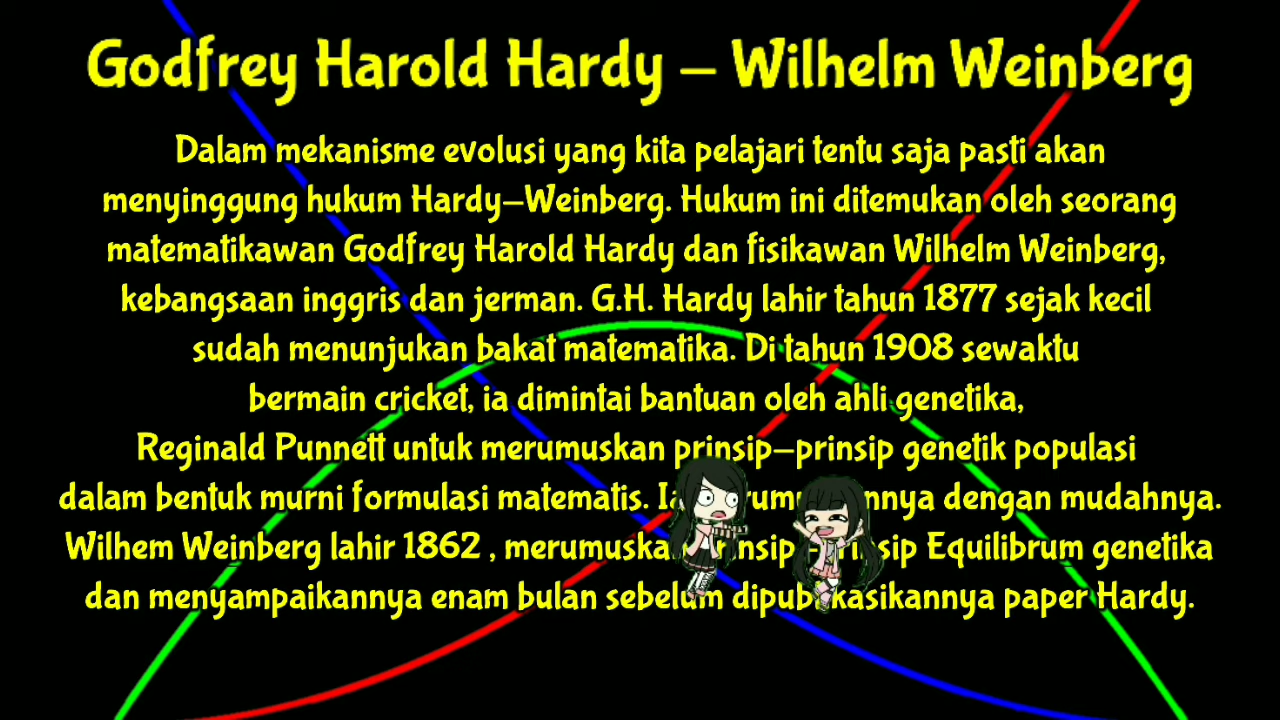 Godfrey Harold Hardy – Wilhelm Weinberg
Dalam mekanisme evolusi yang kita pelajari tentu saja pasti akan
menyinggung hukum Hardy–Weinberg. Hukum ini ditemukan oleh seorang
matematikawan Godfrey Harold Hardy dan fisikawan Wilhelm Weinberg,
kebangsaan inggris dan jerman. G.H. Hardy lahir tahun 1877 sejak kecil
sudah menunjukan bakat matematika. Di tahun 1908 sewaktu
bermain cricket, ia dimintai bantuan oleh ahli genetika,
Reginald Punnett untuk merumuskan prinsip–prinsip genetik populasi
dalam bentuk murni formulasi matematis. dengan mudahnya.
Wilhem Weinberg lahir 1862 , Equilibrum genetika
dan menyampaikannya enam bulan sebelum paper Hardy.